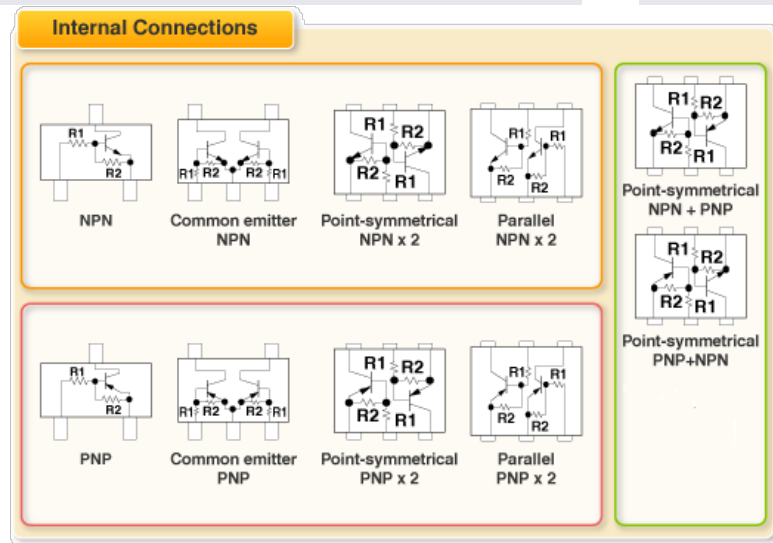 Internal Connections
R1
R2
NPN
R1 R2 R2 R1
Common emitter
NPN
R1 R2
R2 R1
Point-symmetrical
NPN x 2
R1 R1
R2 R2
Parallel
NPN x 2
R1 R2
R2 R1
Point-symmetrical
NPN + PNP
R1
R2
PNP
R1 R2 R2 R1
Common emitter
PNP
R1 R2
R2 R1
Point-symmetrical
PNP x 2
R1 R1
R2 R2
Parallel
PNP x 2
R1 R2
R2 R1
Point-symmetrical
PNP+NPN